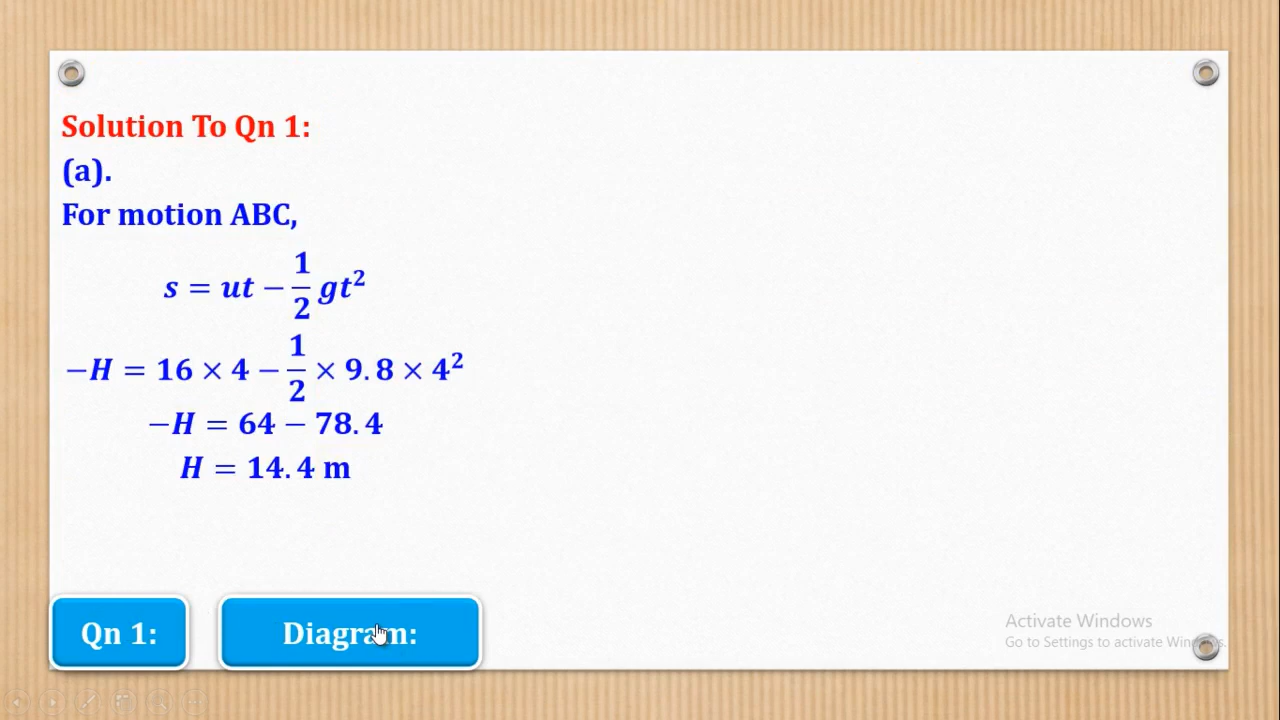 Solution To Qn 1:
(a).
For motion ABC,
s = ut − 1/2 gt²
−H = 16 × 4 − 1/2 × 9.8 × 4²
−H = 64 − 78.4
H = 14.4 m
Qn 1:
Diagram:
Activate Windows
Go to Settings to activate Windows.